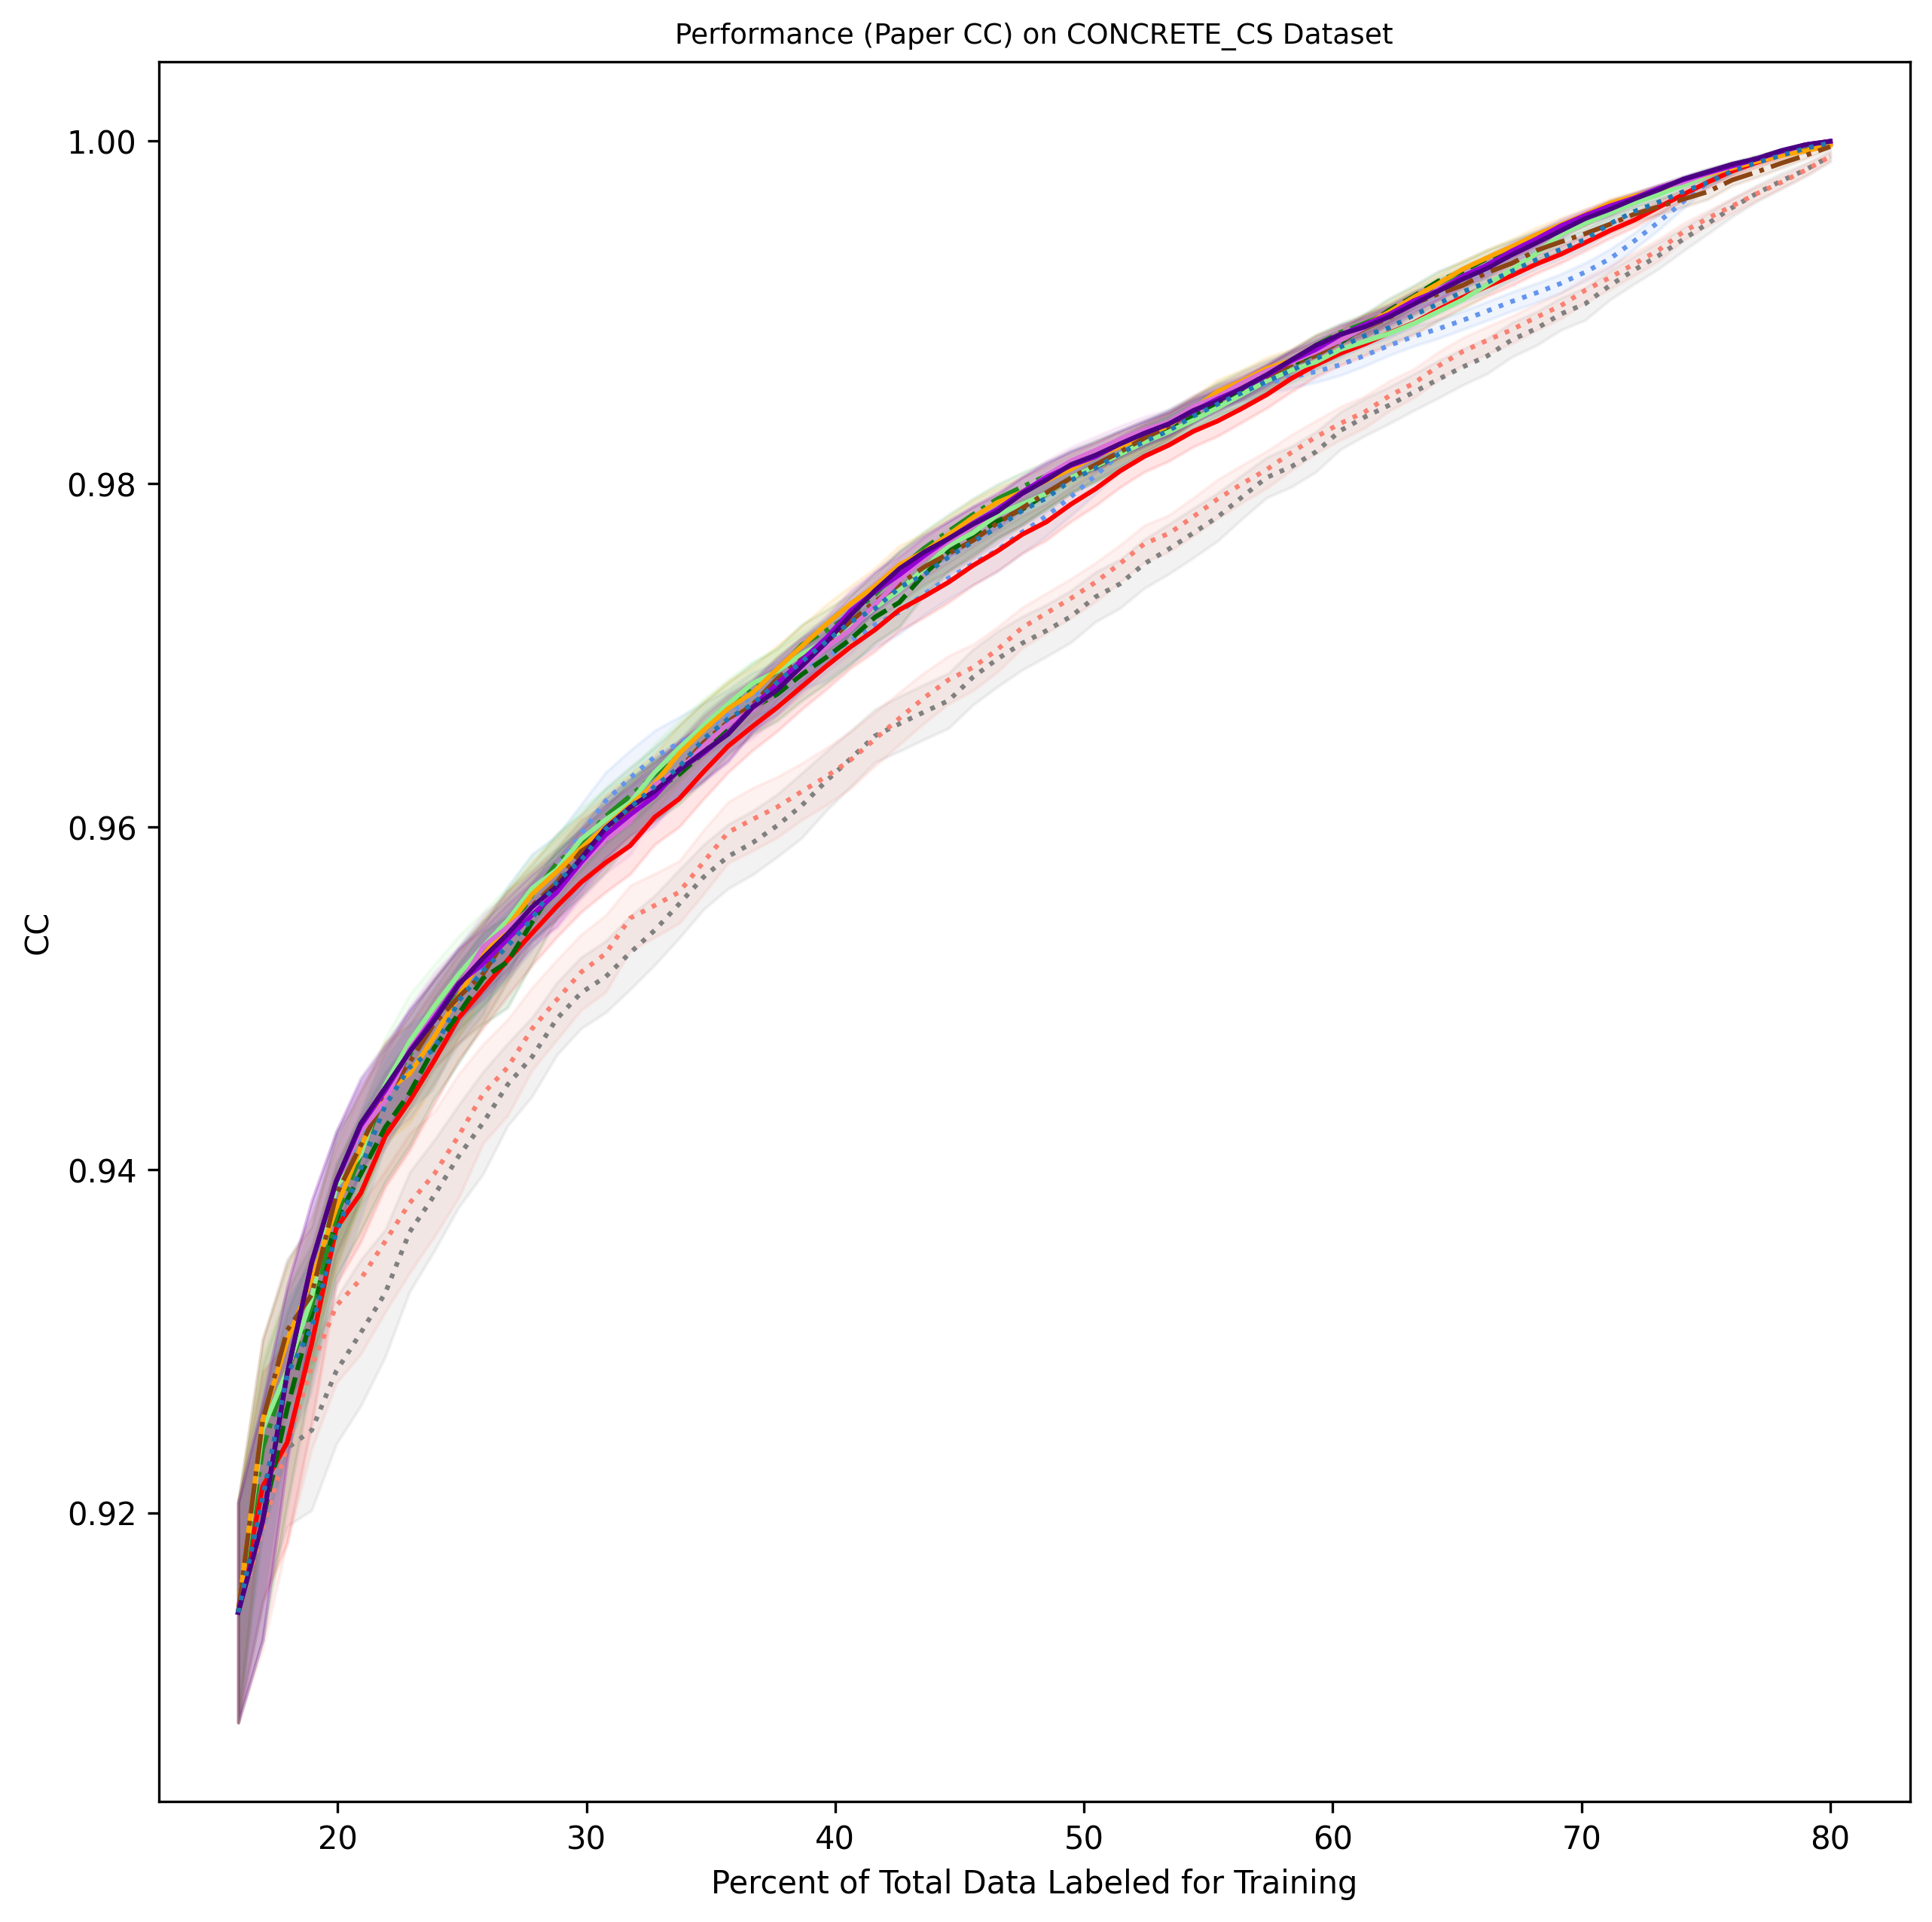 Performance (Paper CC) on CONCRETE_CS Dataset
1.00
0.98
0.96
0.94
0.92
CC
20 30 40 50 60 70 80
Percent of Total Data Labeled for Training